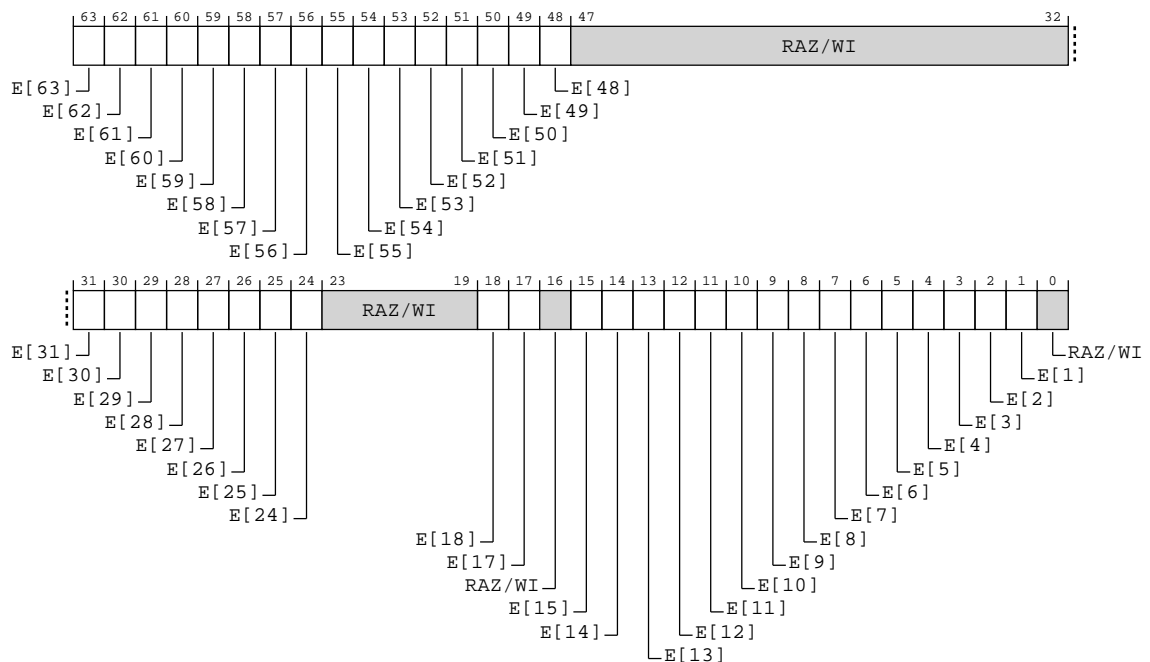 63 62 61 60 59 58 57 56 55 54 53 52 51 50 49 48 47 32
RAZ/WI
E[63] E[48]
E[62] E[49]
E[61] E[50]
E[60] E[51]
E[59] E[52]
E[58] E[53]
E[57] E[54]
E[56] E[55]
31 30 29 28 27 26 25 24 23 19 18 17 16 15 14 13 12 11 10 9 8 7 6 5 4 3 2 1 0
RAZ/WI
E[31] RAZ/WI
E[30] E[1]
E[29] E[2]
E[28] E[3]
E[27] E[4]
E[26] E[5]
E[25] E[6]
E[24] E[7]
E[18] E[8]
E[17] E[9]
RAZ/WI E[10]
E[15] E[11]
E[14] E[12]
E[13]